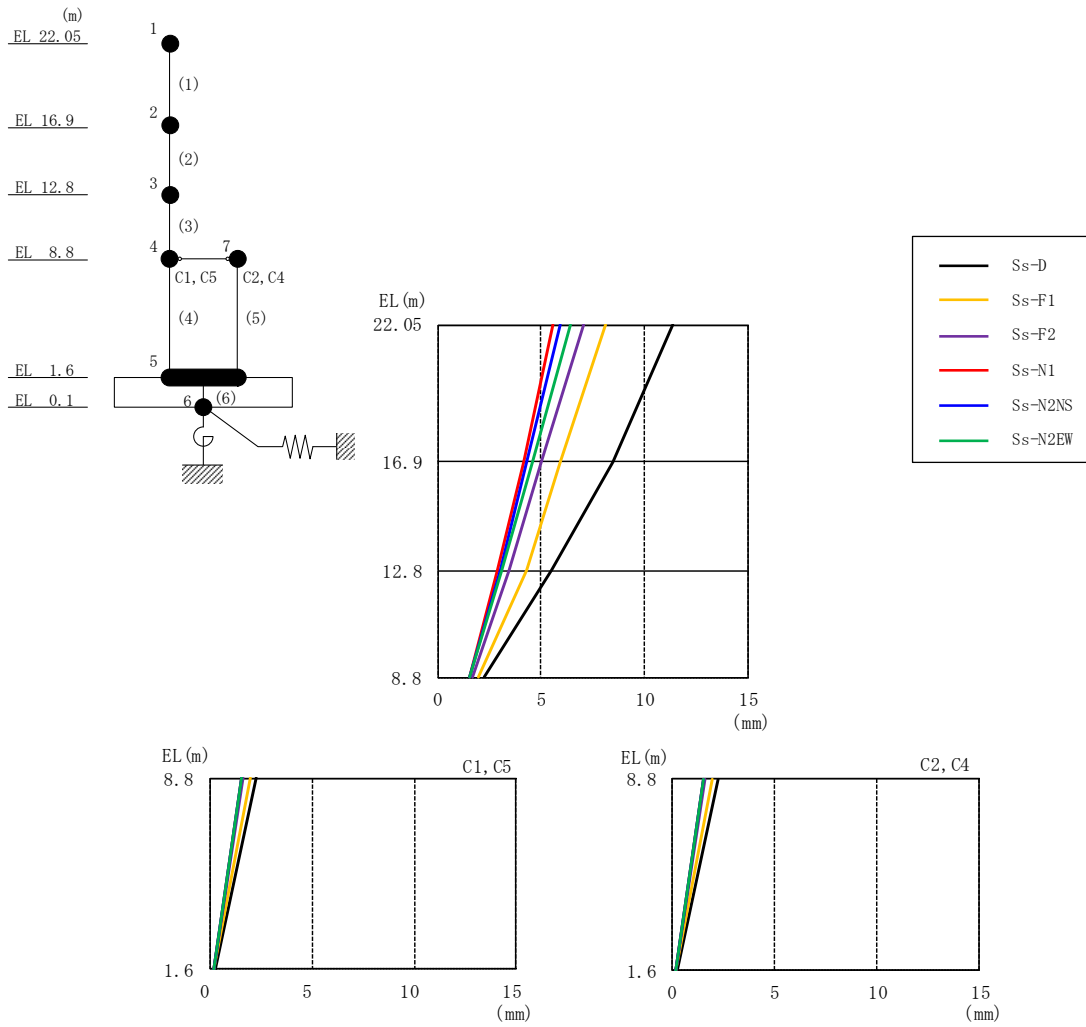 (m)
EL 22.05
1
(1)
EL 16.9
2
(2)
EL 12.8
3
(3)
EL 8.8
4
7
C1,C5
C2,C4
(4)
(5)
EL 1.6
5
EL 0.1
6
(6)
Ss-D
Ss-F1
Ss-F2
Ss-N1
Ss-N2NS
Ss-N2EW
EL(m)
22.05
16.9
12.8
8.8
0
5
10
15
(mm)
EL(m)
C1,C5
8.8
1.6
0
5
10
15
(mm)
EL(m)
C2,C4
8.8
1.6
0
5
10
15
(mm)